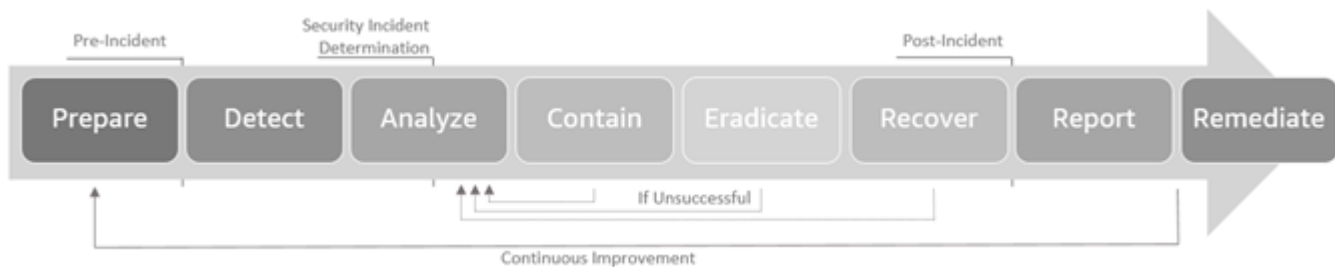 Pre-Incident
Security Incident
Determination
Post-Incident
Prepare
Detect
Analyze
Contain
Eradicate
Recover
Report
Remediate
If Unsuccessful
Continuous Improvement